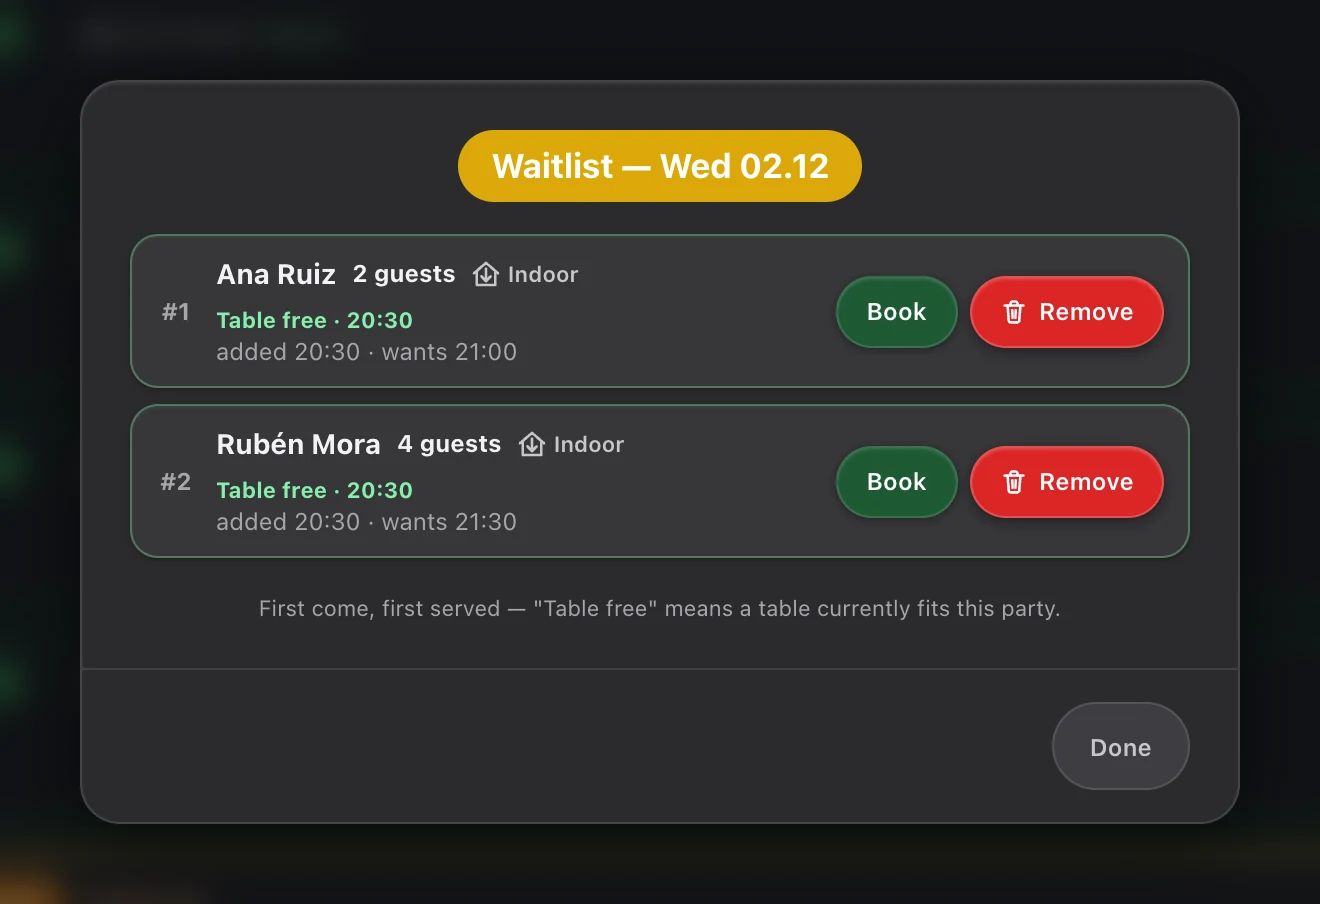 Waitlist — Wed 02.12
#1
Ana Ruiz 2 guests Indoor
Table free · 20:30
added 20:30 · wants 21:00
Book
Remove
#2
Rubén Mora 4 guests Indoor
Table free · 20:30
added 20:30 · wants 21:30
Book
Remove
First come, first served — "Table free" means a table currently fits this party.
Done